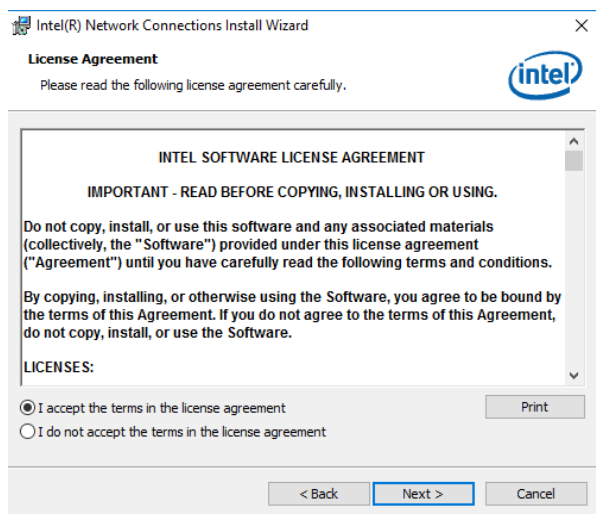 Intel(R) Network Connections Install Wizard
License Agreement
Please read the following license agreement carefully.
intel
INTEL SOFTWARE LICENSE AGREEMENT
IMPORTANT - READ BEFORE COPYING, INSTALLING OR USING.
Do not copy, install, or use this software and any associated materials
(collectively, the "Software") provided under this license agreement
("Agreement") until you have carefully read the following terms and conditions.
By copying, installing, or otherwise using the Software, you agree to be bound by
the terms of this Agreement. If you do not agree to the terms of this Agreement,
do not copy, install, or use the Software.
LICENSES:
I accept the terms in the license agreement
Print
I do not accept the terms in the license agreement
< Back
Next >
Cancel